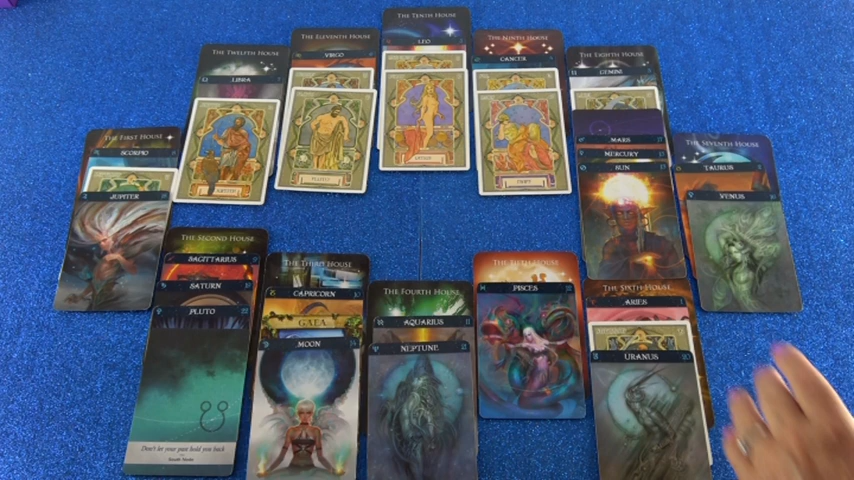 THE TENTH HOUSE
LEO
THE ELEVENTH HOUSE
VIRGO
THE NINTH HOUSE
CANCER
THE TWELFTH HOUSE
LIBRA
THE EIGHTH HOUSE
GEMINI
THE FIRST HOUSE
SCORPIO
JUPITER
PLUTO
MARS
MERCURY
SUN
THE SEVENTH HOUSE
TAURUS
VENUS
THE SECOND HOUSE
SAGITTARIUS
SATURN
PLUTO
Don't let your past hold you back
South Node
THE THIRD HOUSE
CAPRICORN
GAEA
MOON
THE FOURTH HOUSE
AQUARIUS
NEPTUNE
THE FIFTH HOUSE
PISCES
THE SIXTH HOUSE
ARIES
URANUS